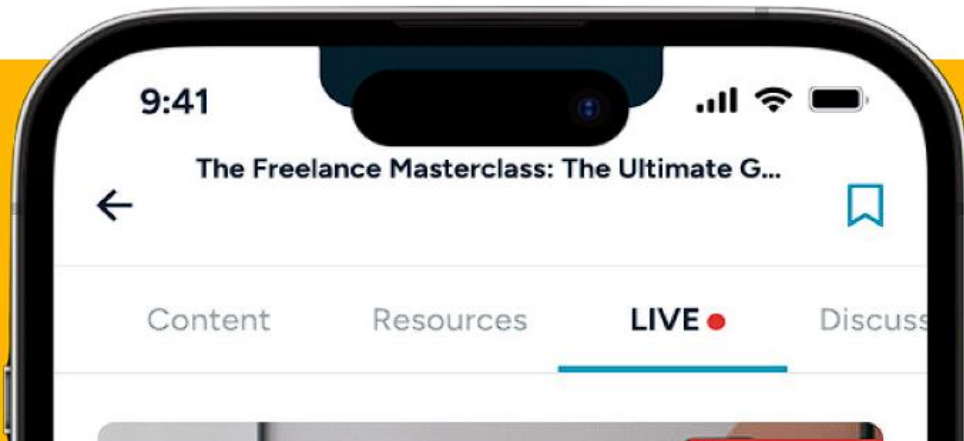 9:41
The Freelance Masterclass: The Ultimate G...
Content Resources LIVE Discuss